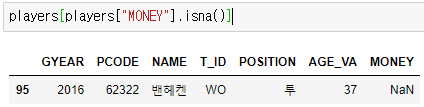 players[players["MONEY"].isna()]
GYEAR PCODE NAME T_ID POSITION AGE_VA MONEY
95 2016 62322 밴헤켄 WO 투 37 NaN